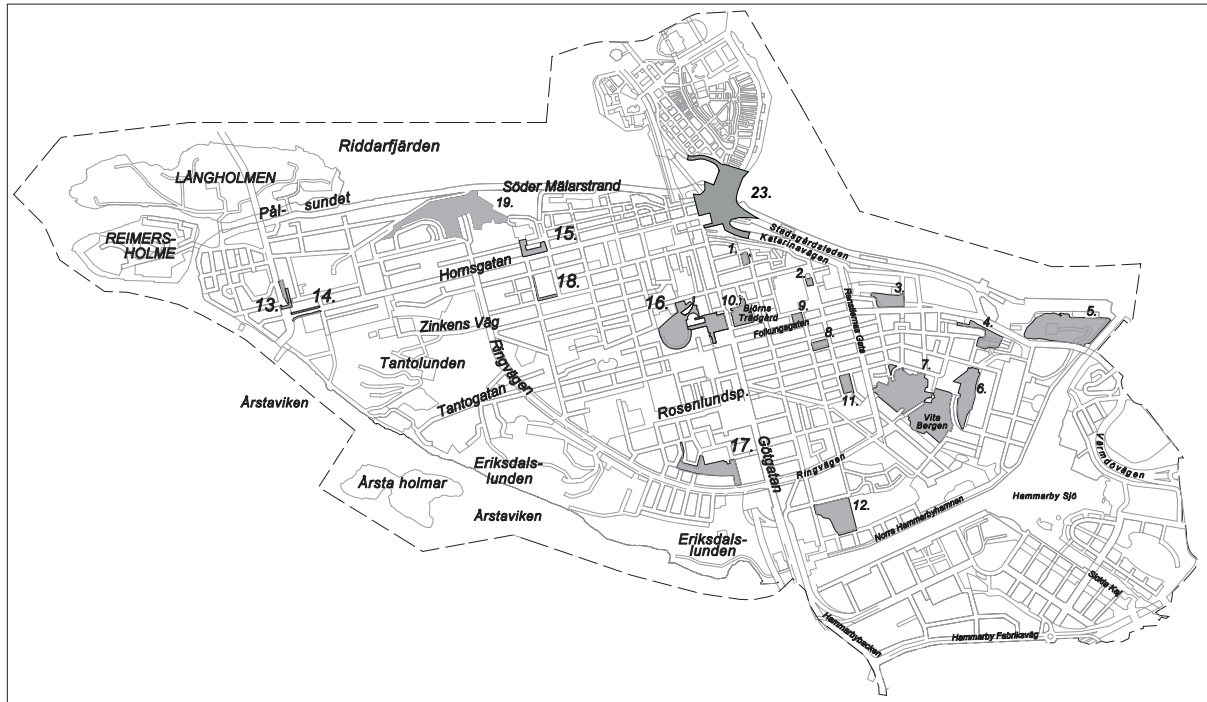 Riddarfjärden
LÅNGHOLMEN
Pål-
sundet
REIMERS-
HOLME
Söder Mälarstrand
19.
23.
Stadsgårdsleden
Katarinavägen
15.
Hornsgatan
18.
13.
14.
16.
1.
2.
3.
4.
5.
10.
Björns
Trädgård
9.
Folkungagatan
8.
Renstiernas Gata
Zinkens Väg
Ringvägen
Tantolunden
Tantogatan
Årstaviken
Rosenlundsp.
11.
7.
6.
Vita
Bergen
17.
Götgatan
Ringvägen
Eriksdals-
lunden
Årsta holmar
Årstaviken
12.
Eriksdals-
lunden
Norra Hammarbyhamnen
Hammarby Sjö
Värmdövägen
Sickla Kaj
Hammarbybacken
Hammarby Fabriksväg